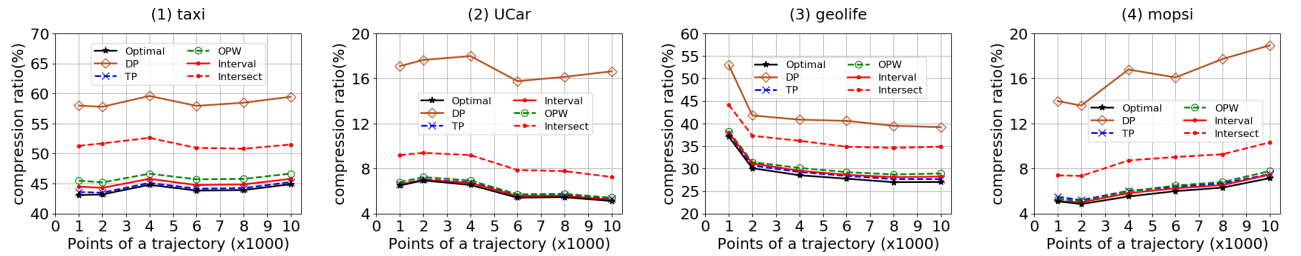 (1) taxi
compression ratio(%)
70
65
60
55
50
45
40
Optimal
DP
TP
OPW
Interval
Intersect
0 1 2 3 4 5 6 7 8 9 10
Points of a trajectory (x1000)
(2) UCar
compression ratio(%)
20
16
12
8
4
Optimal
DP
TP
Interval
OPW
Intersect
0 1 2 3 4 5 6 7 8 9 10
Points of a trajectory (x1000)
(3) geolife
compression ratio(%)
60
55
50
45
40
35
30
25
20
Optimal
DP
TP
OPW
Interval
Intersect
0 1 2 3 4 5 6 7 8 9 10
Points of a trajectory (x1000)
(4) mopsi
compression ratio(%)
20
16
12
8
4
Optimal
DP
TP
OPW
Interval
Intersect
0 1 2 3 4 5 6 7 8 9 10
Points of a trajectory (x1000)